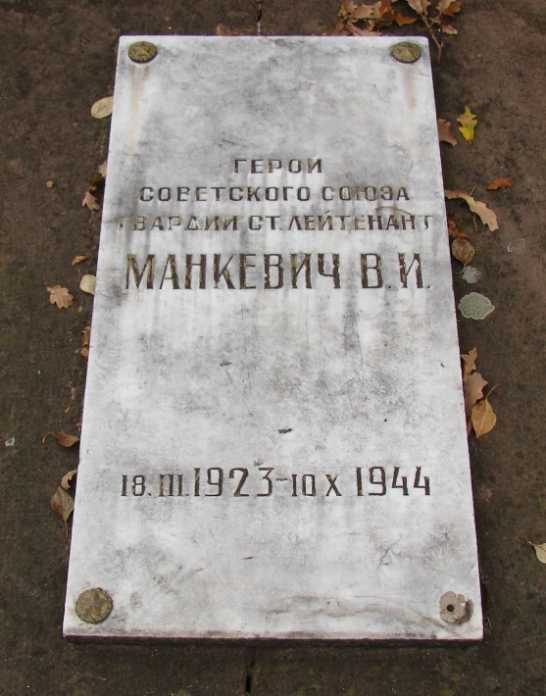 ГЕРОЙ
СОВЕТСКОГО СОЮЗА
ГВАРДИИ СТ. ЛЕЙТЕНАНТ
МАНКЕВИЧ В. И.
18. III. 1923-10 X 1944